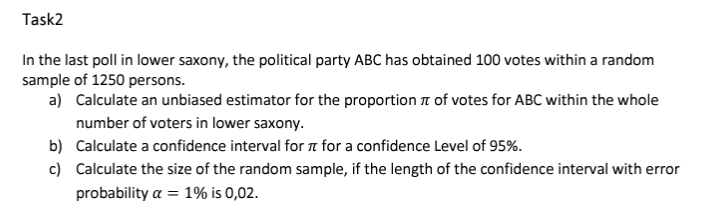 Task2
In the last poll in lower saxony, the political party ABC has obtained 100 votes within a random
sample of 1250 persons.
a) Calculate an unbiased estimator for the proportion π of votes for ABC within the whole
number of voters in lower saxony.
b) Calculate a confidence interval for π for a confidence Level of 95%.
c) Calculate the size of the random sample, if the length of the confidence interval with error
probability α = 1% is 0,02.